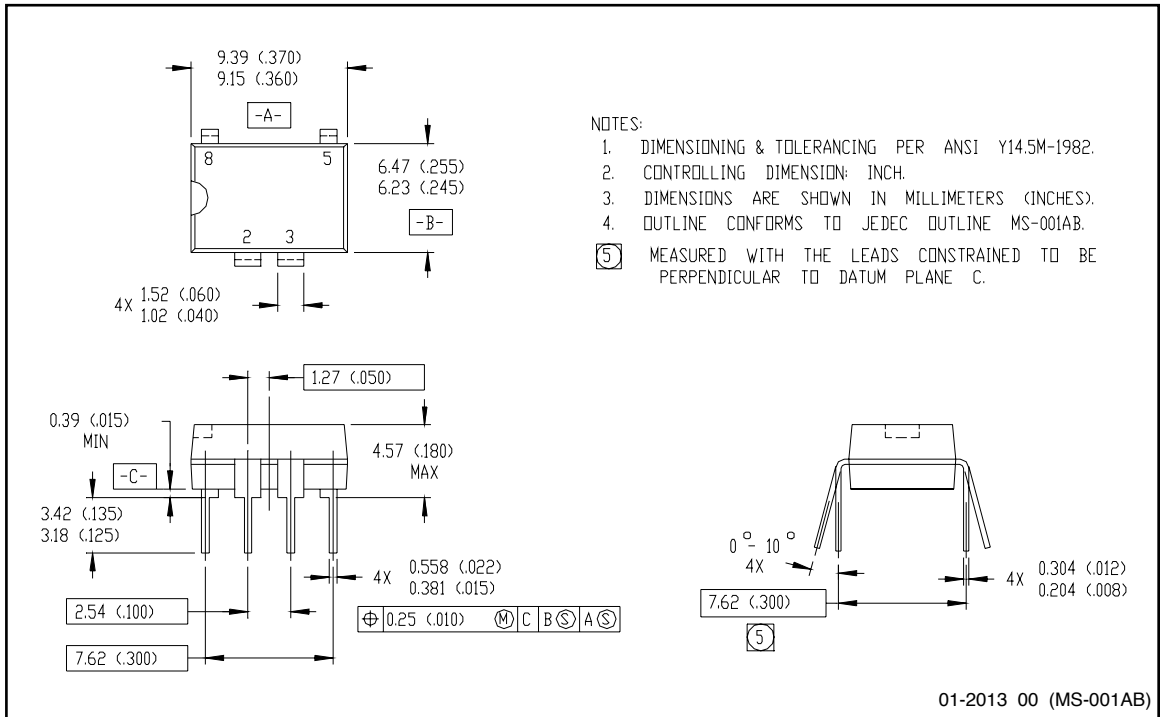 9.39 (.370)
9.15 (.360)
-A-
8 5
6.47 (.255)
6.23 (.245)
-B-
2 3
4X 1.52 (.060)
1.02 (.040)
NOTES:
1. DIMENSIONING & TOLERANCING PER ANSI Y14.5M-1982.
2. CONTROLLING DIMENSION: INCH.
3. DIMENSIONS ARE SHOWN IN MILLIMETERS (INCHES).
4. OUTLINE CONFORMS TO JEDEC OUTLINE MS-001AB.
5 MEASURED WITH THE LEADS CONSTRAINED TO BE
PERPENDICULAR TO DATUM PLANE C.
1.27 (.050)
0.39 (.015)
MIN
4.57 (.180)
MAX
-C-
3.42 (.135)
3.18 (.125)
4X 0.558 (.022)
0.381 (.015)
2.54 (.100)
⌖ 0.25 (.010) Ⓜ C B Ⓢ A Ⓢ
7.62 (.300)
0° - 10°
4X
4X 0.304 (.012)
0.204 (.008)
7.62 (.300)
5
01-2013 00 (MS-001AB)